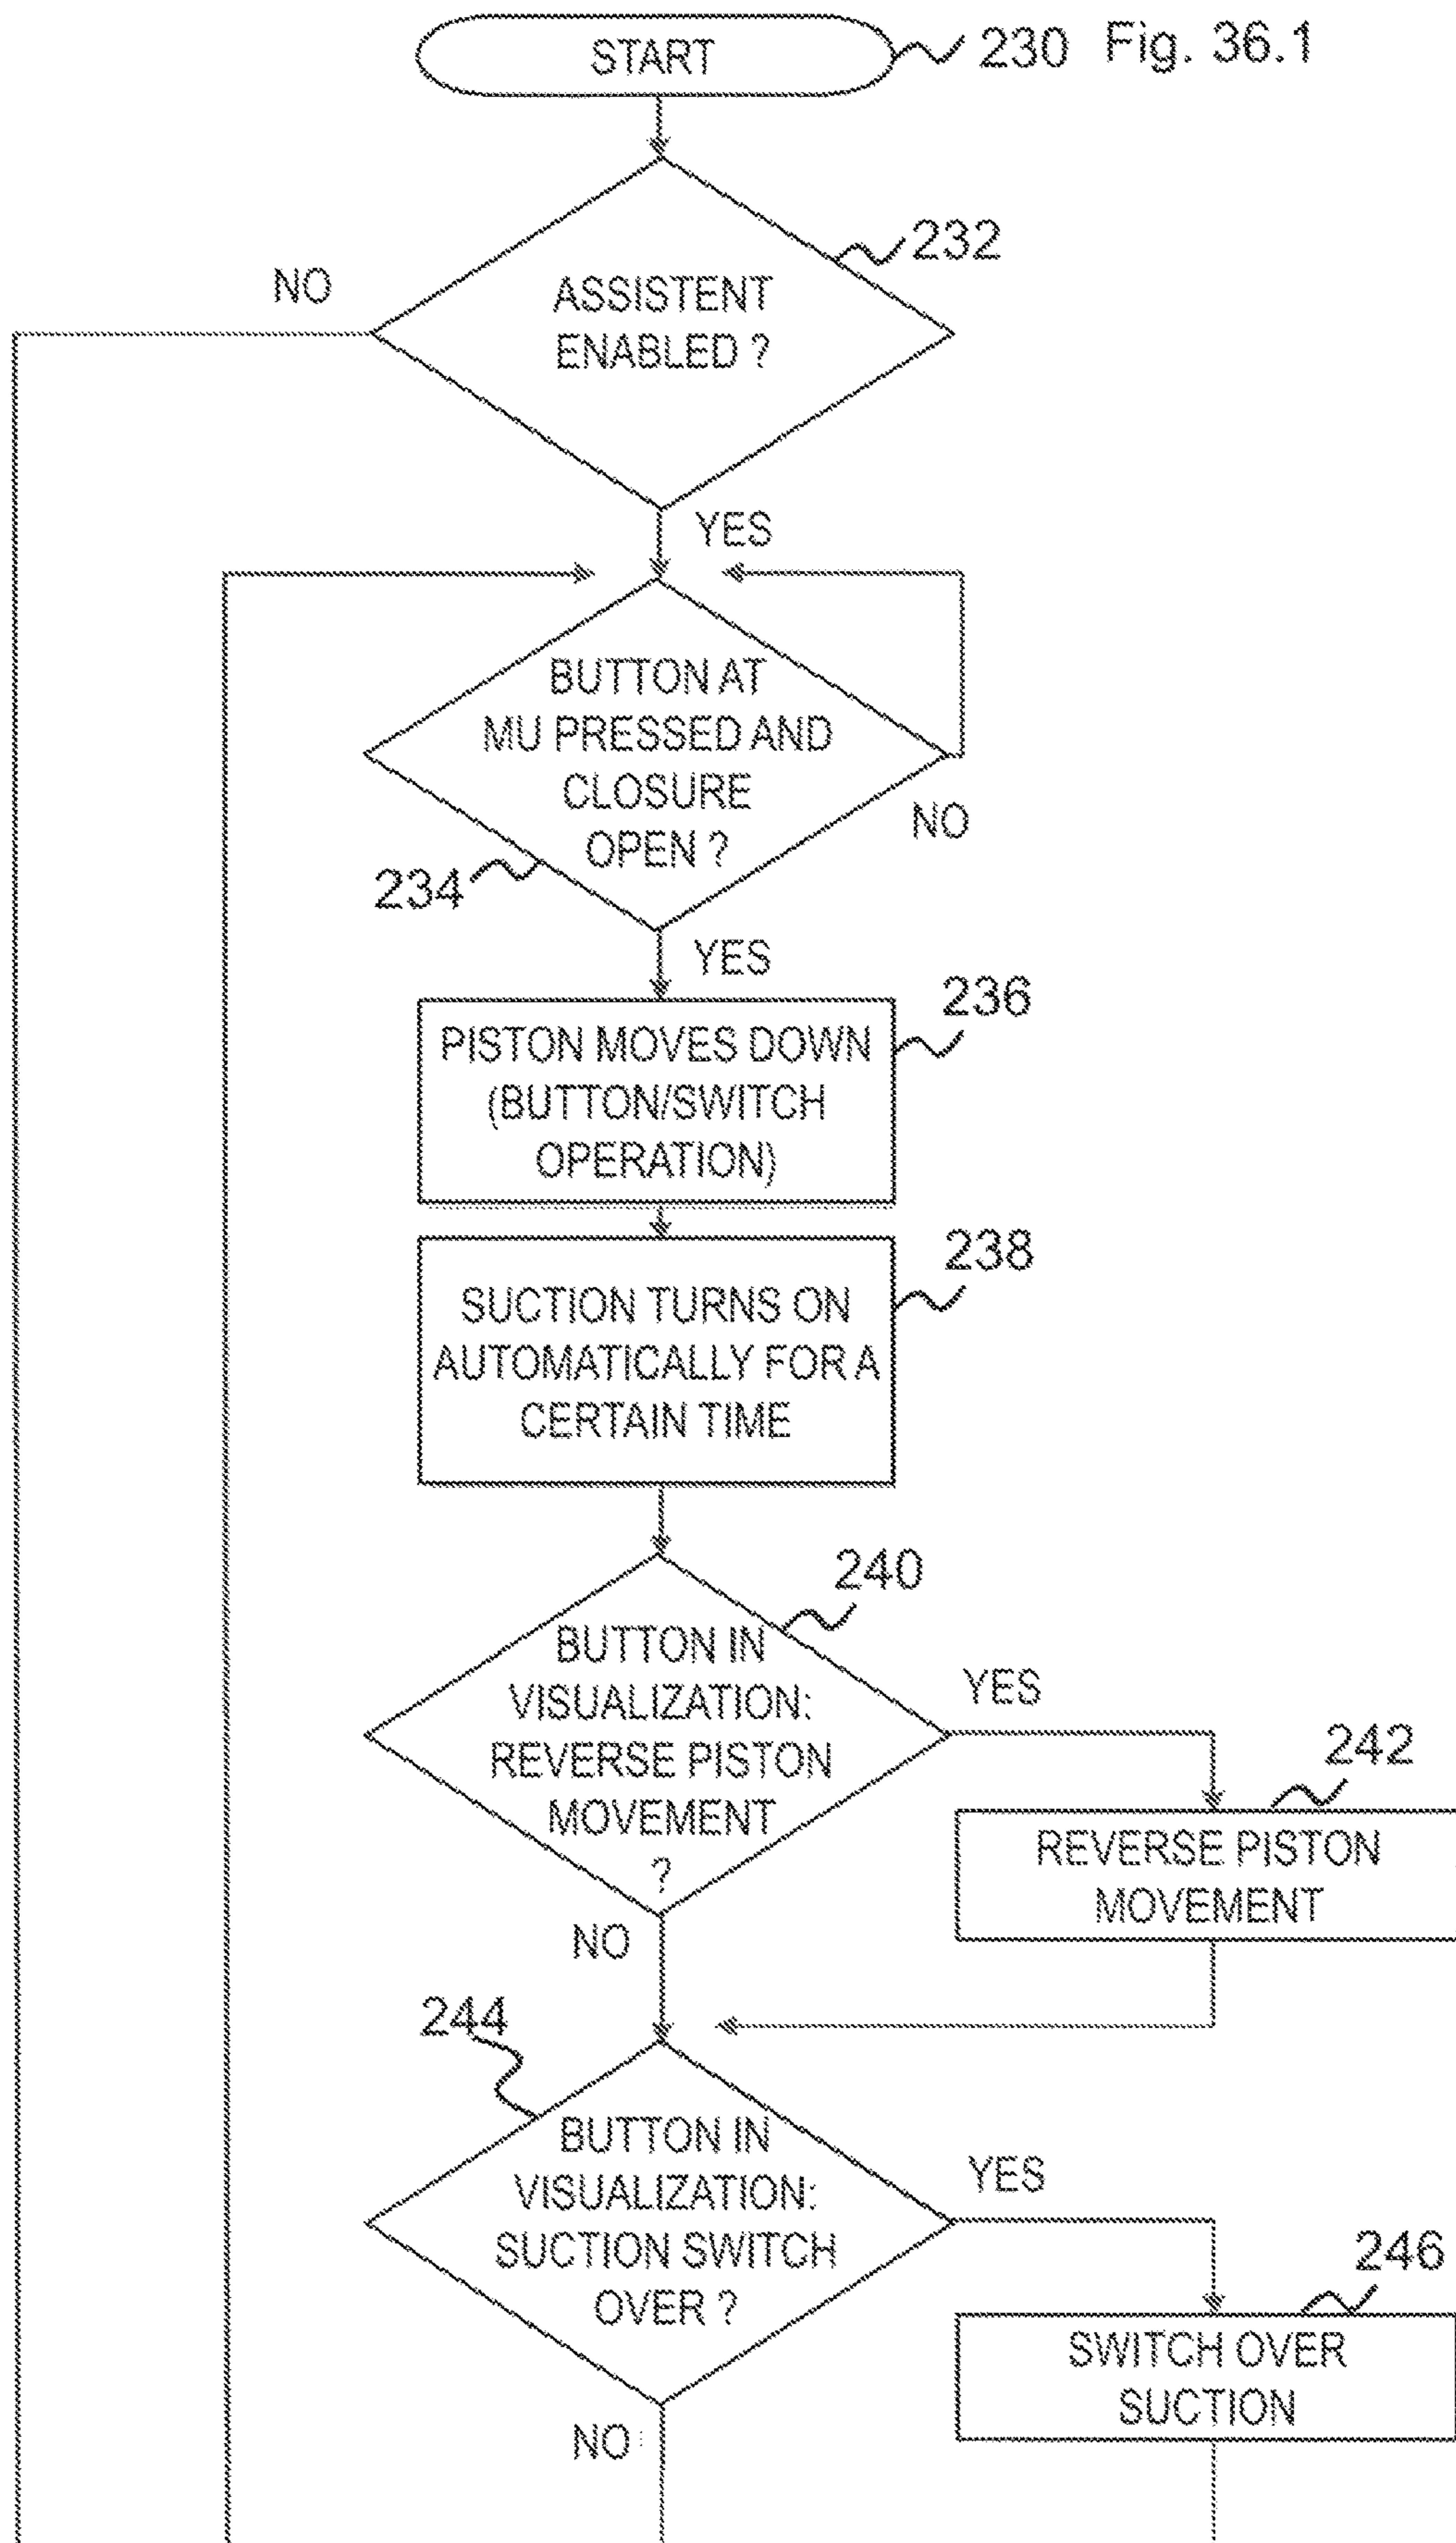 START
230 Fig. 36.1
232
NO
ASSISTENT
ENABLED ?
YES
BUTTON AT
MU PRESSED AND
CLOSURE
OPEN ?
NO
234
YES
236
PISTON MOVES DOWN
(BUTTON/SWITCH
OPERATION)
238
SUCTION TURNS ON
AUTOMATICALLY FOR A
CERTAIN TIME
240
BUTTON IN
VISUALIZATION:
REVERSE PISTON
MOVEMENT
?
YES
242
REVERSE PISTON
MOVEMENT
NO
244
BUTTON IN
VISUALIZATION:
SUCTION SWITCH
OVER ?
YES
246
SWITCH OVER
SUCTION
NO